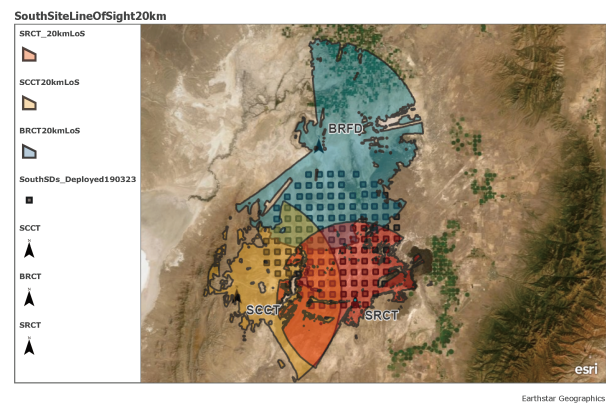 SouthSiteLineOfSight20km
SRCT_20kmLoS
SCCT20kmLoS
BRCT20kmLoS
SouthSDs_Deployed190323
SCCT
N
BRCT
N
SRCT
N
BRFD
SCCT
SRCT
esri
Earthstar Geographics